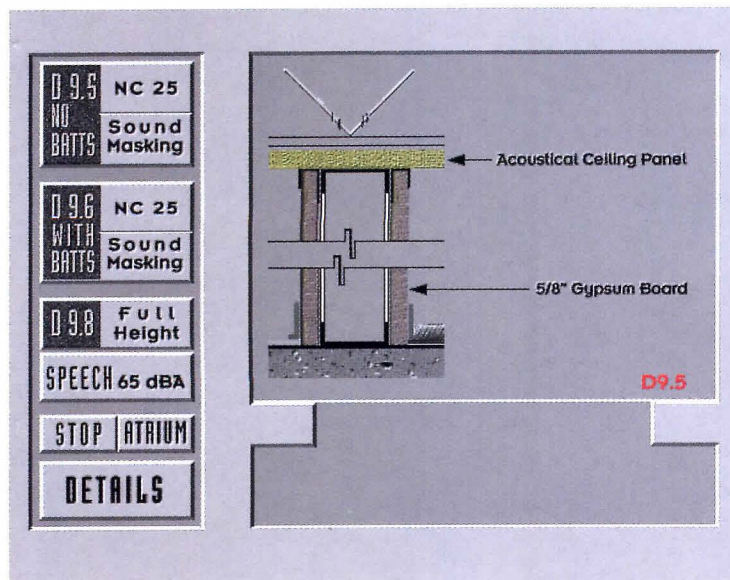 D 9.5
NO
BATTS
NC 25
Sound
Masking
D 9.6
WITH
BATTS
NC 25
Sound
Masking
D 9.8
Full
Height
SPEECH 65 dBA
STOP
ATRIUM
DETAILS
Acoustical Ceiling Panel
5/8" Gypsum Board
D9.5